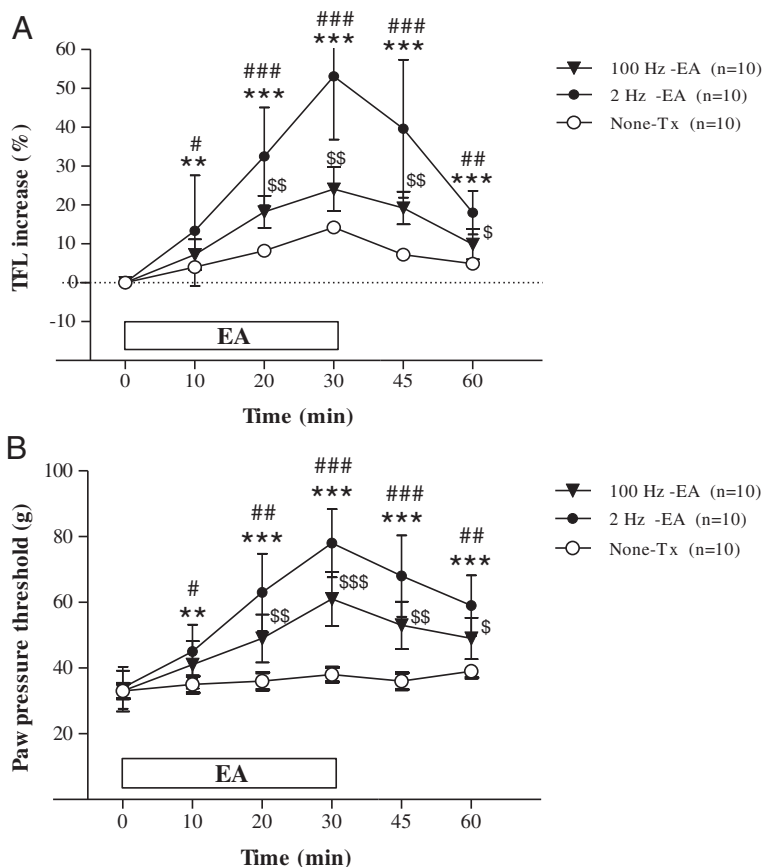 A
60
50
40
30
20
10
0
-10
TFL increase (%)
#
**
###
***
$$
###
***
$$
###
***
$$
##
***
$
100 Hz -EA (n=10)
2 Hz -EA (n=10)
None-Tx (n=10)
EA
0 10 20 30 45 60
Time (min)
B
100
80
60
40
20
Paw pressure threshold (g)
#
**
##
***
$$
###
***
$$$
###
***
$$
##
***
$
100 Hz -EA (n=10)
2 Hz -EA (n=10)
None-Tx (n=10)
EA
0 10 20 30 45 60
Time (min)